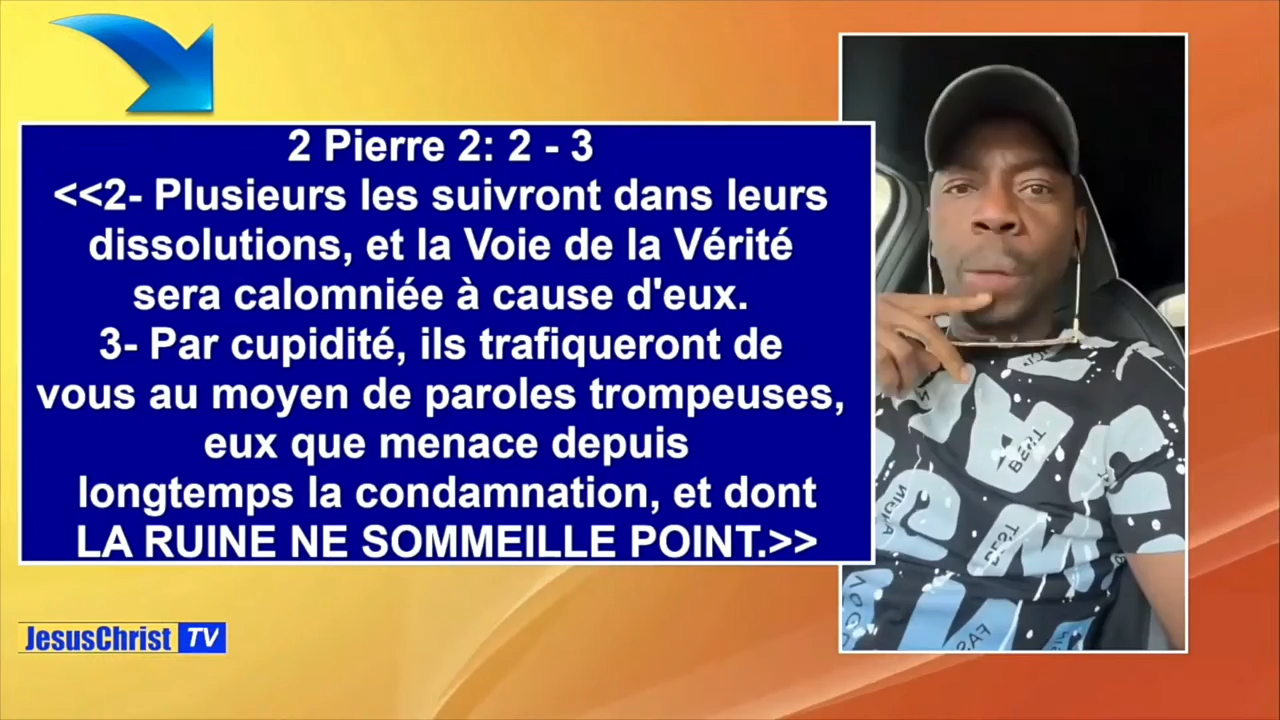 2 Pierre 2: 2 - 3
<<2- Plusieurs les suivront dans leurs
dissolutions, et la Voie de la Vérité
sera calomniée à cause d'eux.
3- Par cupidité, ils trafiqueront de
vous au moyen de paroles trompeuses,
eux que menace depuis
longtemps la condamnation, et dont
LA RUINE NE SOMMEILLE POINT.>>
JesusChrist TV
BEST
BEST